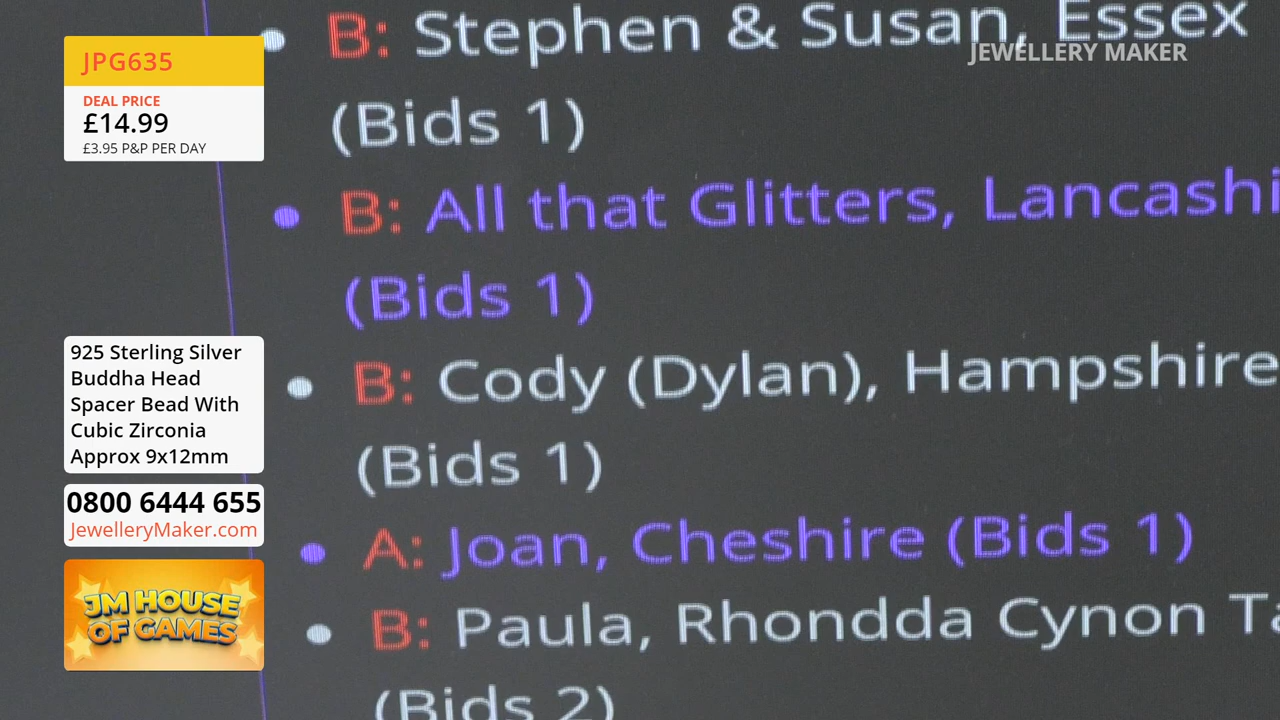 JPG635
DEAL PRICE
£14.99
£3.95 P&P PER DAY
925 Sterling Silver
Buddha Head
Spacer Bead With
Cubic Zirconia
Approx 9x12mm
0800 6444 655
JewelleryMaker.com
JM HOUSE
OF GAMES
JEWELLERY MAKER
• B: Stephen & Susan, Essex
(Bids 1)
• B: All that Glitters, Lancashi
(Bids 1)
• B: Cody (Dylan), Hampshire
(Bids 1)
• A: Joan, Cheshire (Bids 1)
• B: Paula, Rhondda Cynon Ta
(Bids 2)